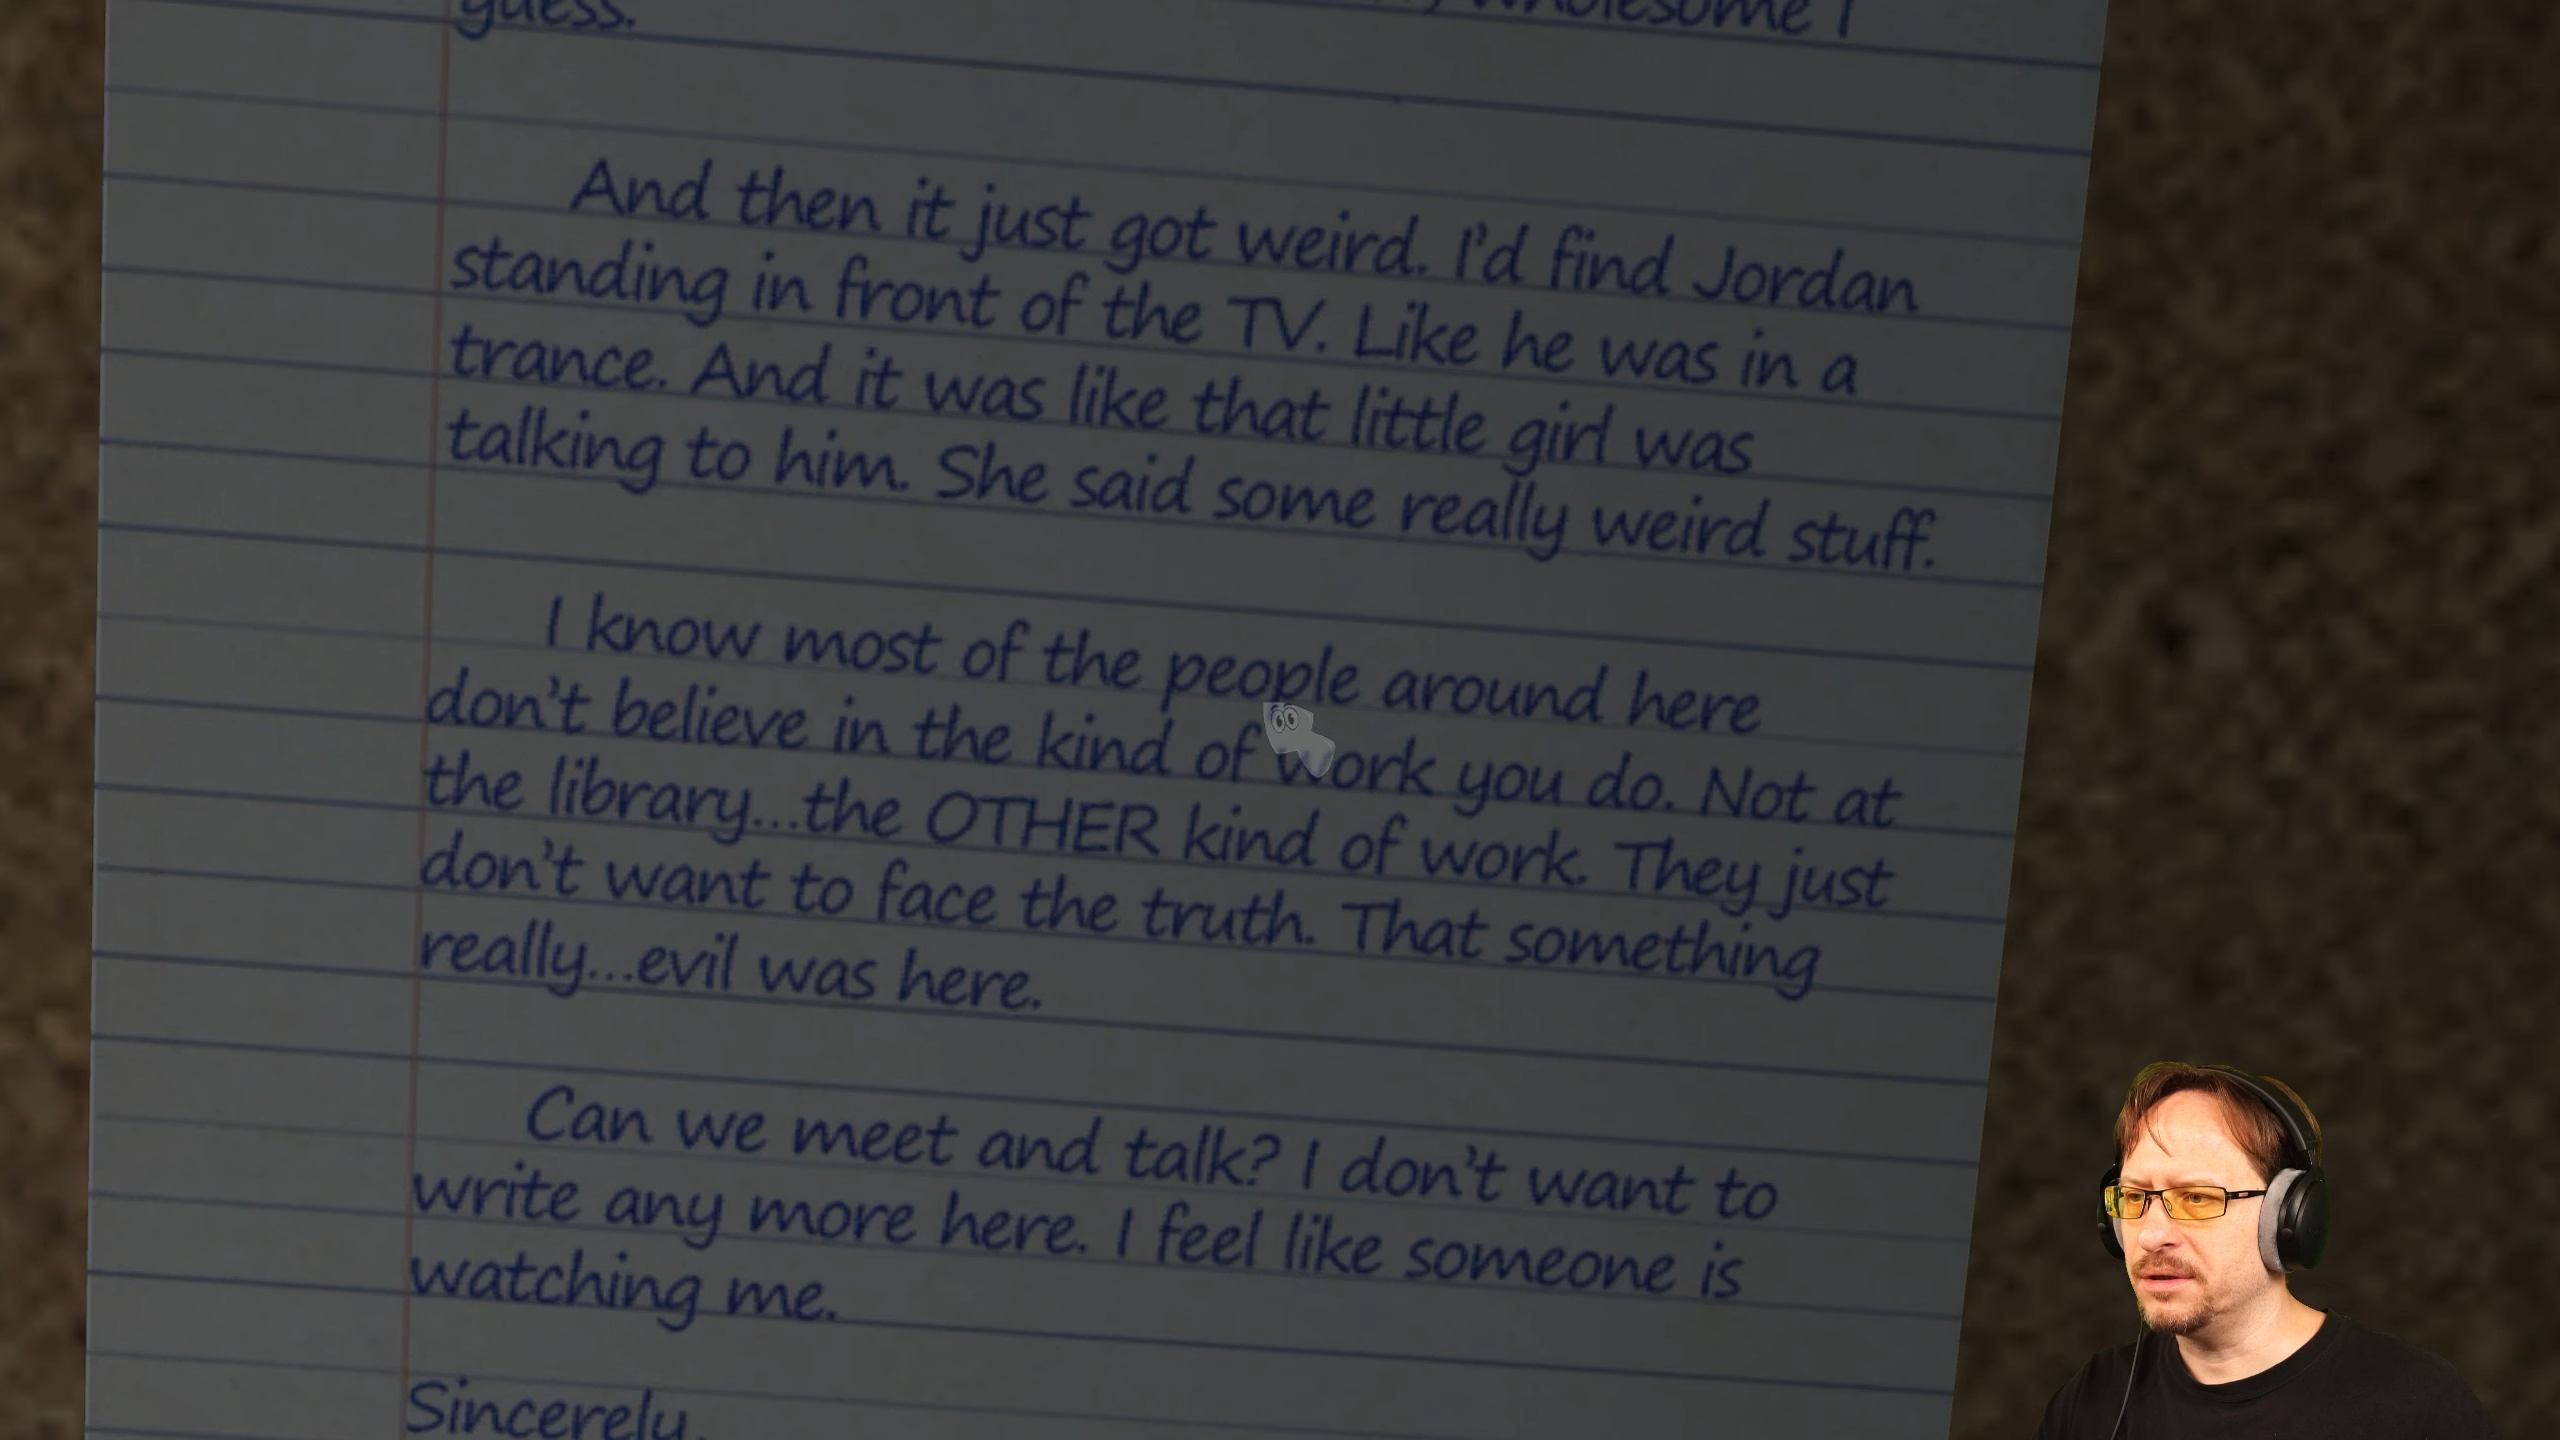 wholesome I
guess.
And then it just got weird. I'd find Jordan
standing in front of the TV. Like he was in a
trance. And it was like that little girl was
talking to him. She said some really weird stuff.
I know most of the people around here
don't believe in the kind of work you do. Not at
the library...the OTHER kind of work. They just
don't want to face the truth. That something
really...evil was here.
Can we meet and talk? I don't want to
write any more here. I feel like someone is
watching me.
Sincerely,